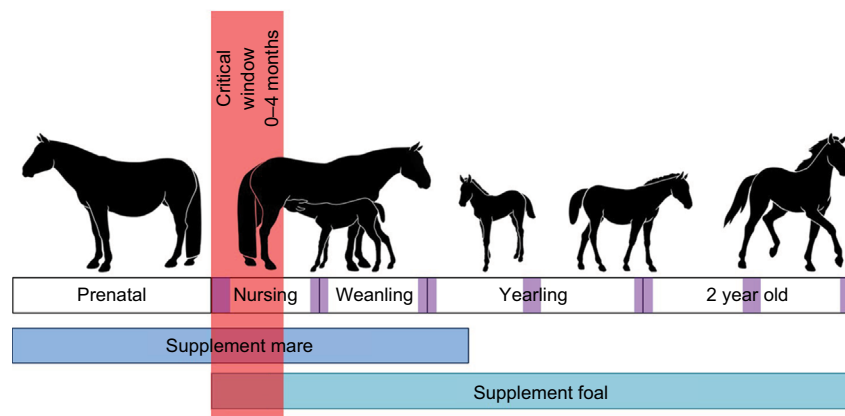 Critical
window
0–4 months
Prenatal
Nursing
Weanling
Yearling
2 year old
Supplement mare
Supplement foal